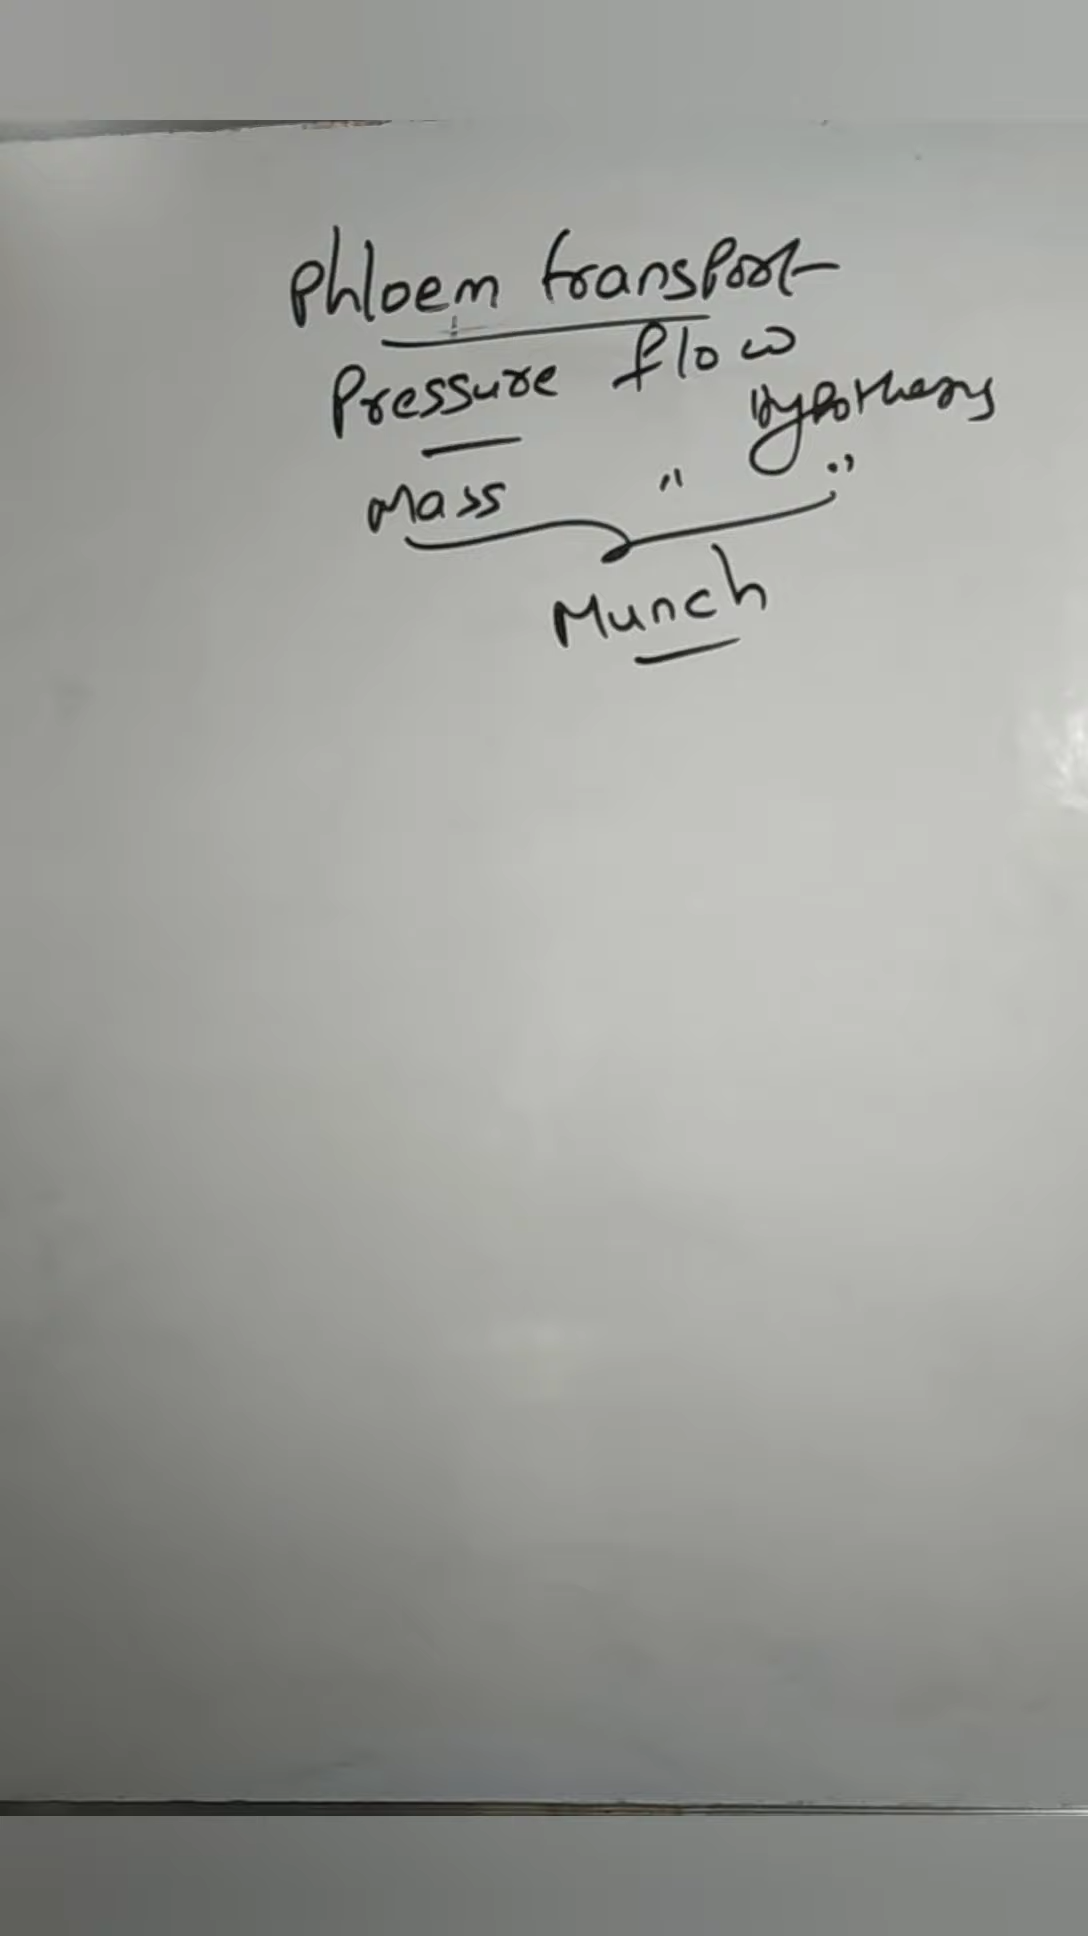 Phloem transport
Pressure flow
Hypothesis
Mass " "
Munch